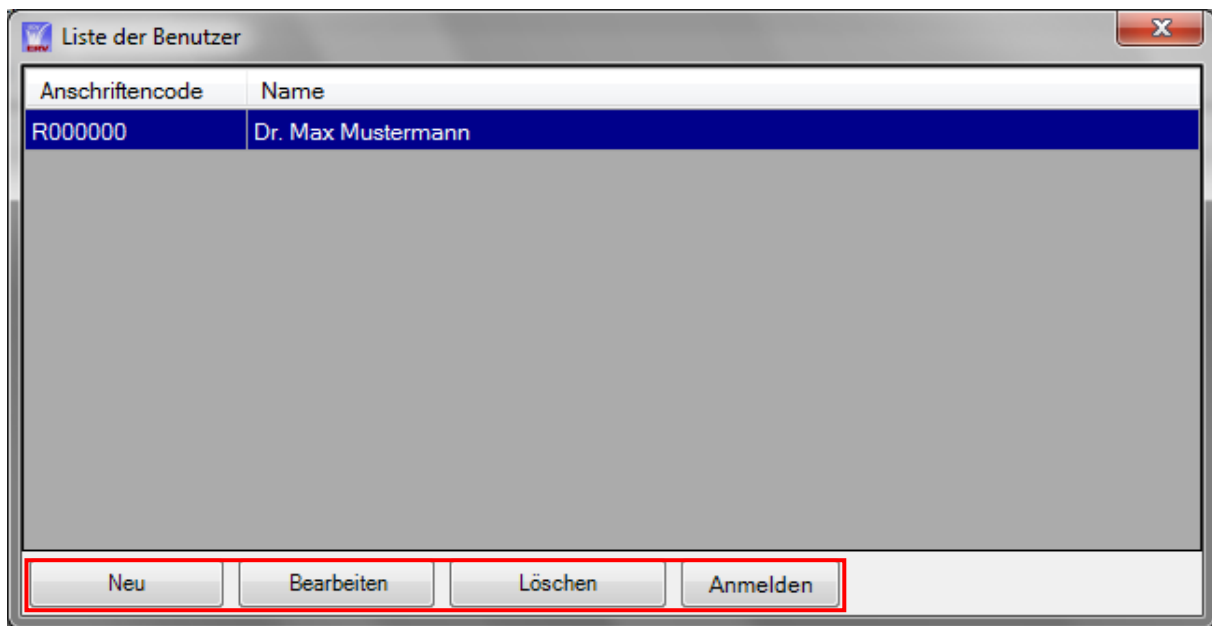 Liste der Benutzer
Anschriftencode Name
R000000 Dr. Max Mustermann
Neu Bearbeiten Löschen Anmelden